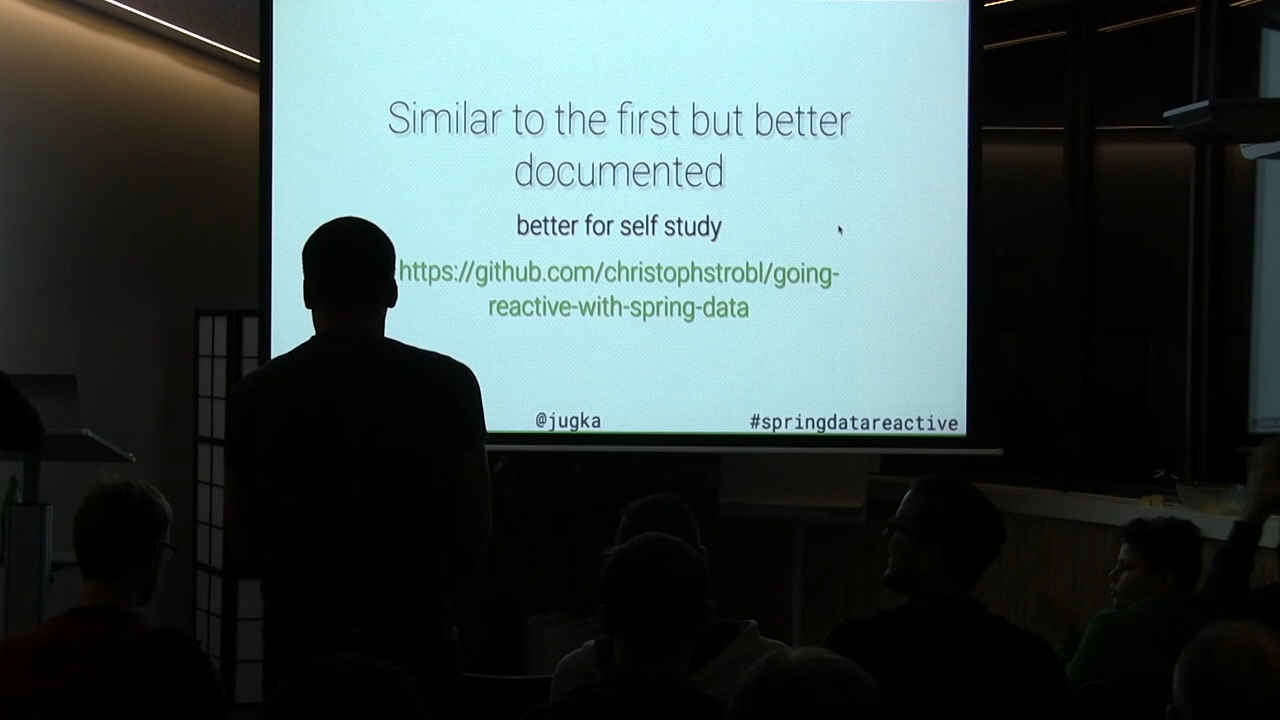 Similar to the first but better
documented
better for self study
https://github.com/christophstrobl/going-
reactive-with-spring-data
@jugka
#springdatareactive